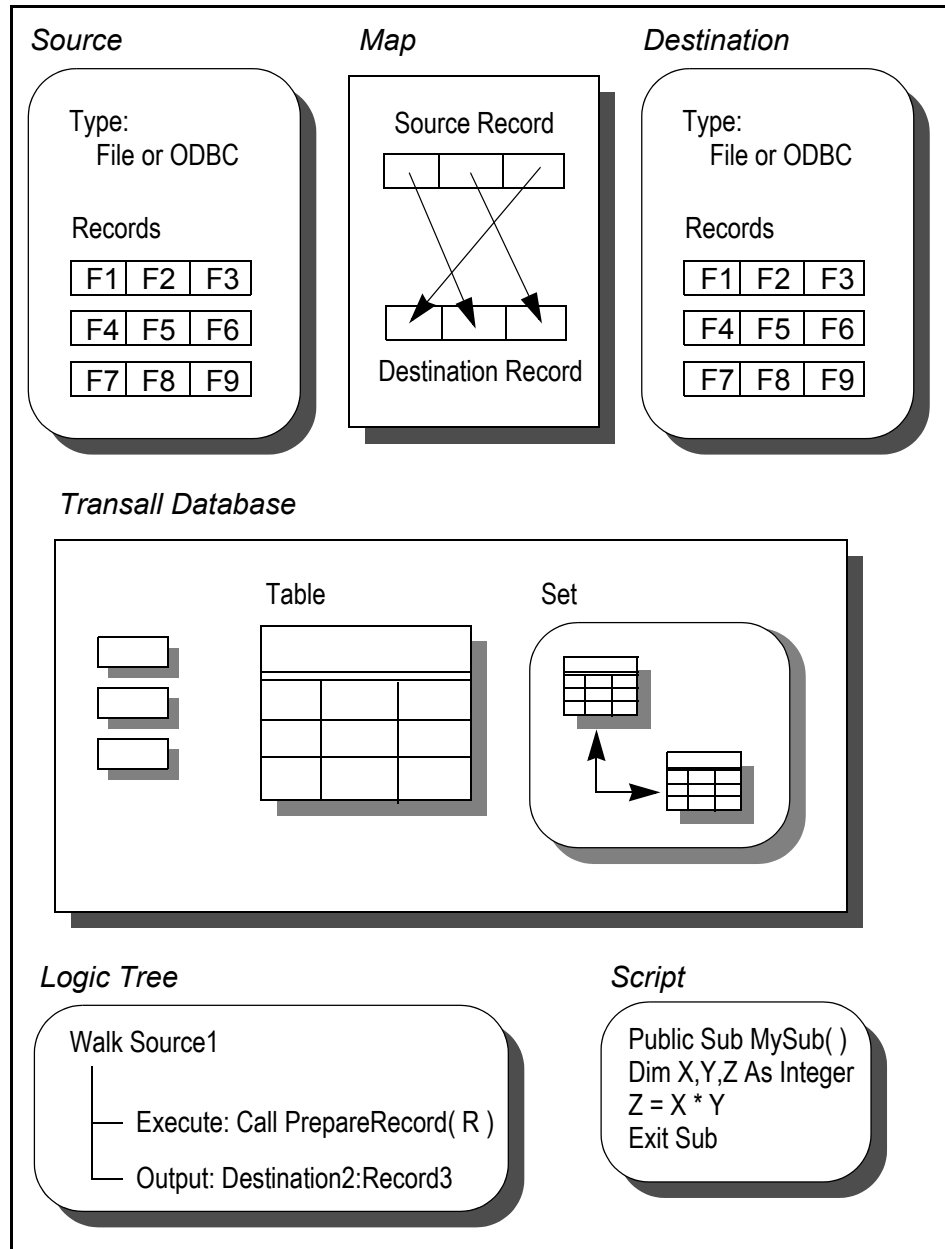 Source
Type:
File or ODBC
Records
F1 F2 F3
F4 F5 F6
F7 F8 F9
Map
Source Record
Destination Record
Destination
Type:
File or ODBC
Records
F1 F2 F3
F4 F5 F6
F7 F8 F9
Transall Database
Table
Set
Logic Tree
Walk Source1
Execute: Call PrepareRecord( R )
Output: Destination2:Record3
Script
Public Sub MySub( )
Dim X,Y,Z As Integer
Z = X * Y
Exit Sub